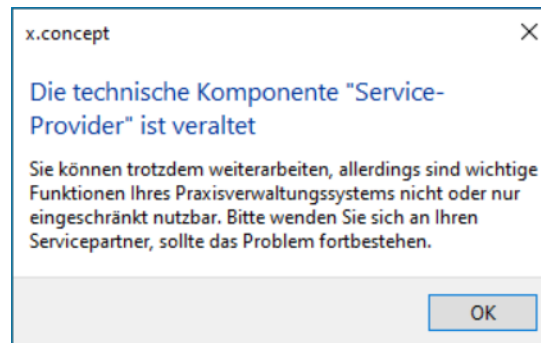 x.concept
Die technische Komponente "Service-
Provider" ist veraltet
Sie können trotzdem weiterarbeiten, allerdings sind wichtige
Funktionen Ihres Praxisverwaltungssystems nicht oder nur
eingeschränkt nutzbar. Bitte wenden Sie sich an Ihren
Servicepartner, sollte das Problem fortbestehen.
OK